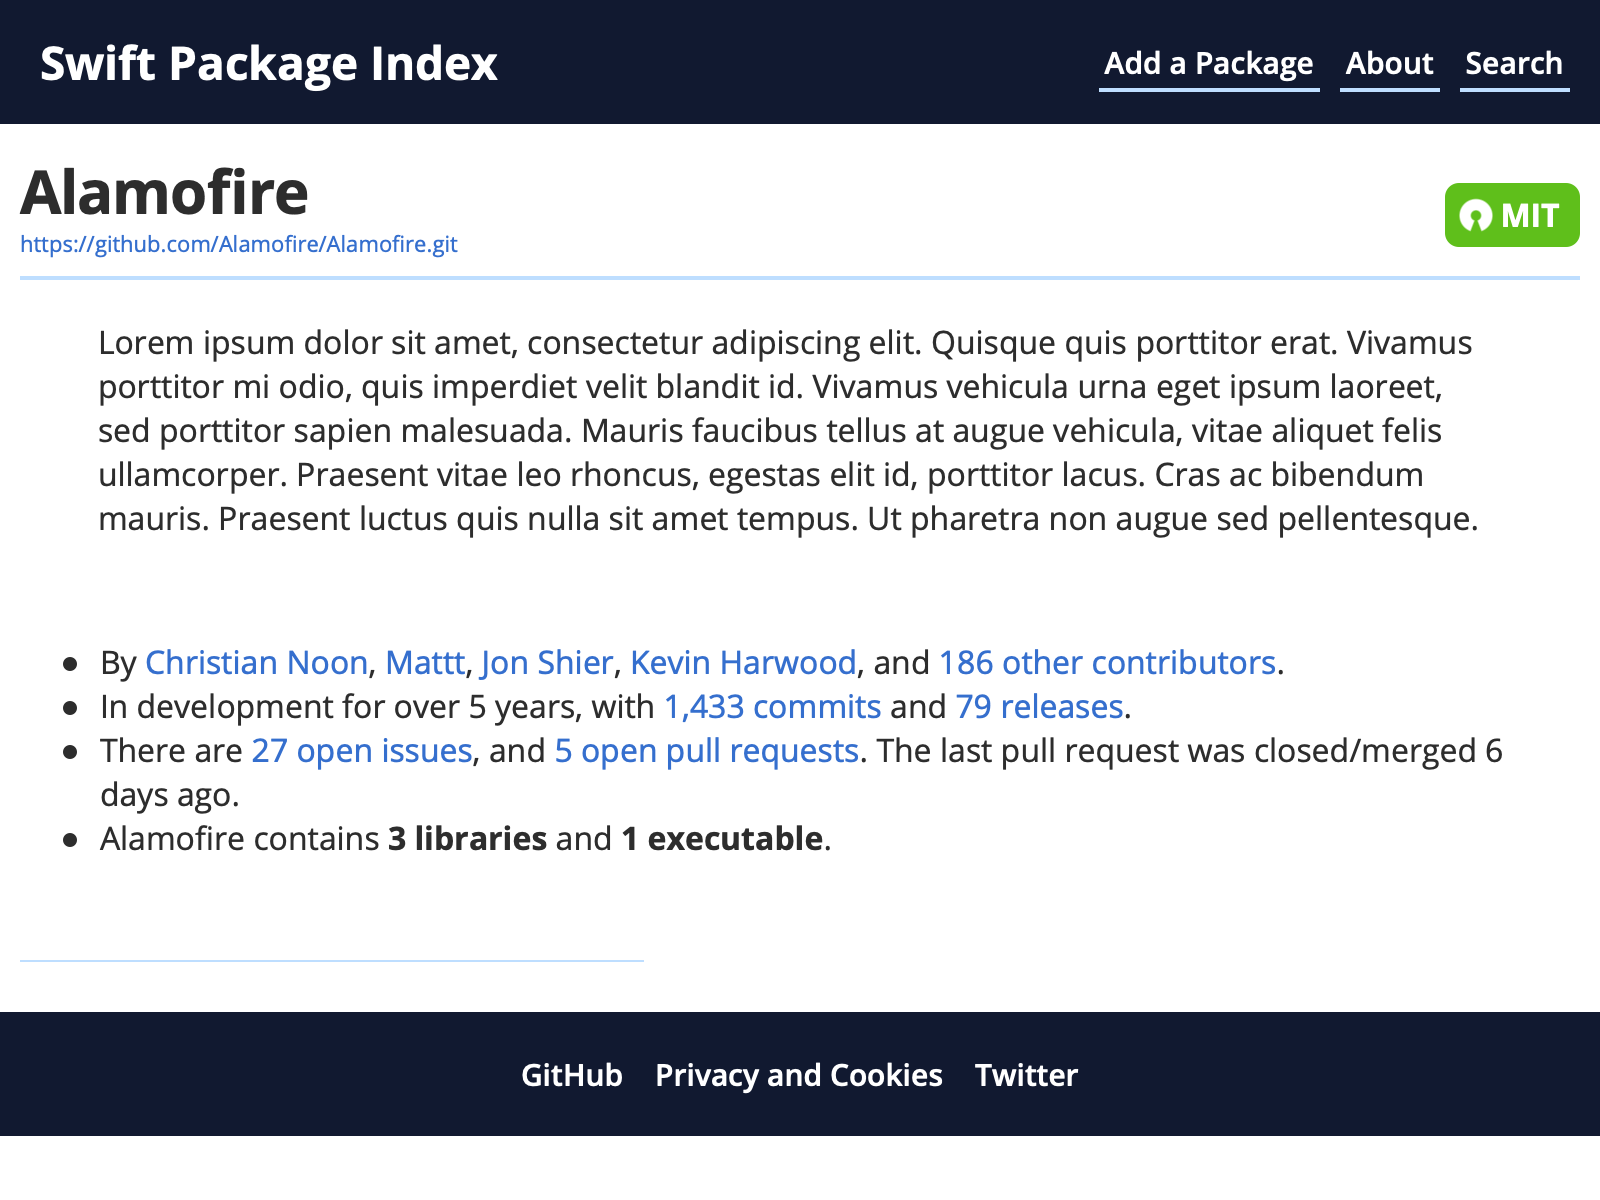 Swift Package Index
Add a Package About Search
Alamofire
https://github.com/Alamofire/Alamofire.git
MIT
Lorem ipsum dolor sit amet, consectetur adipiscing elit. Quisque quis porttitor erat. Vivamus
porttitor mi odio, quis imperdiet velit blandit id. Vivamus vehicula urna eget ipsum laoreet,
sed porttitor sapien malesuada. Mauris faucibus tellus at augue vehicula, vitae aliquet felis
ullamcorper. Praesent vitae leo rhoncus, egestas elit id, porttitor lacus. Cras ac bibendum
mauris. Praesent luctus quis nulla sit amet tempus. Ut pharetra non augue sed pellentesque.
● By Christian Noon, Mattt, Jon Shier, Kevin Harwood, and 186 other contributors.
● In development for over 5 years, with 1,433 commits and 79 releases.
● There are 27 open issues, and 5 open pull requests. The last pull request was closed/merged 6
days ago.
● Alamofire contains 3 libraries and 1 executable.
GitHub Privacy and Cookies Twitter